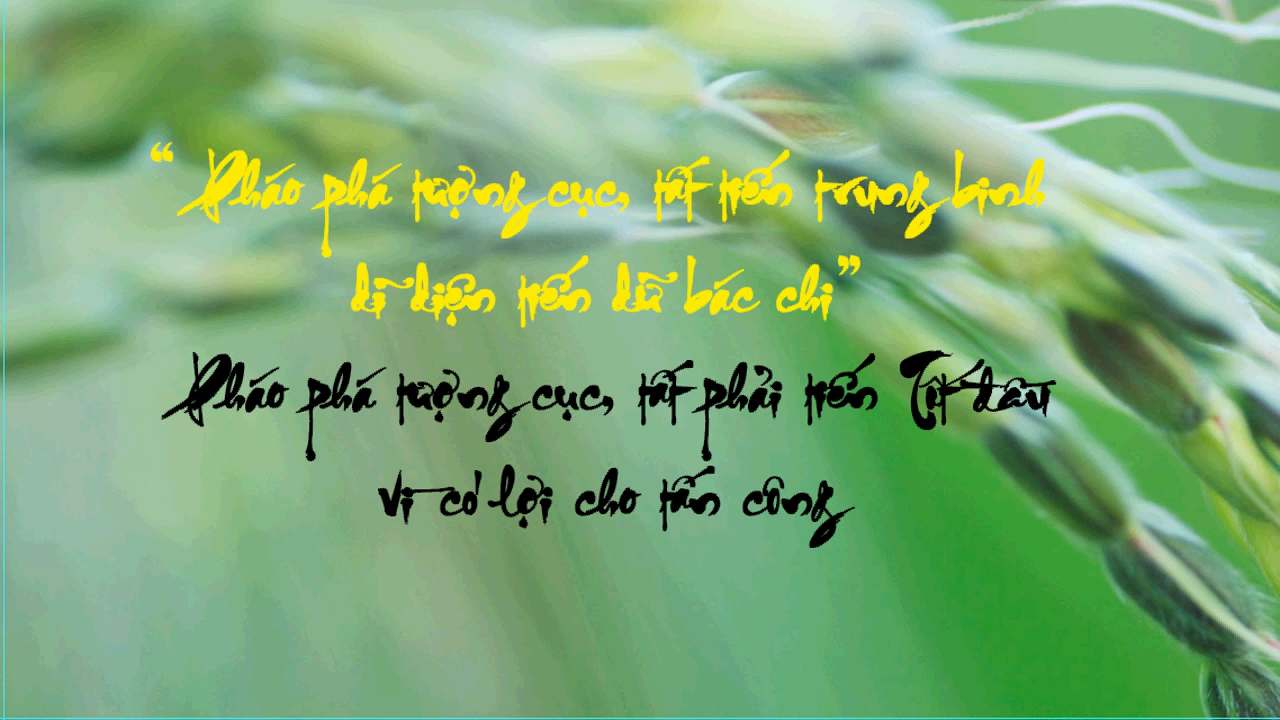 “ Pháo phá tượng cục, tất tiến trung binh
dĩ diện tiến dũ bác chi ”
Pháo phá tượng cục, tất phải tiến Tốt đầu
vì có lợi cho tấn công